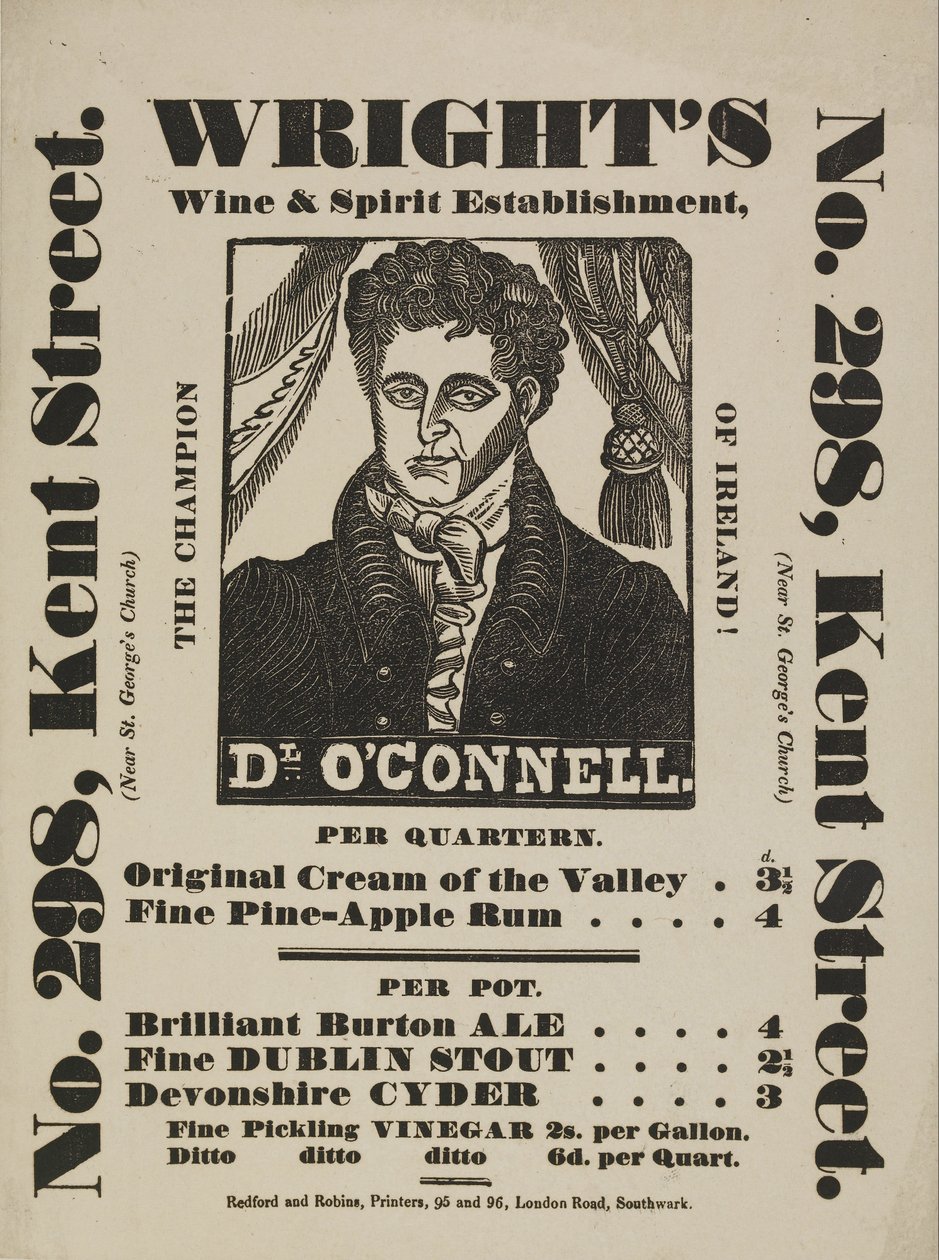 WRIGHT'S
Wine & Spirit Establishment,
No. 298, Kent Street.
(Near St. George's Church)
THE CHAMPION
OF IRELAND!
(Near St. George's Church)
No. 298, Kent Street.
DL O'CONNELL.
PER QUARTERN.
d.
Original Cream of the Valley . 3½
Fine Pine-Apple Rum . . . . 4
PER POT.
Brilliant Burton ALE . . . . 4
Fine DUBLIN STOUT . . . . 2½
Devonshire CYDER . . . . 3
Fine Pickling VINEGAR 2s. per Gallon.
Ditto ditto ditto 6d. per Quart.
Redford and Robins, Printers, 95 and 96, London Road, Southwark.